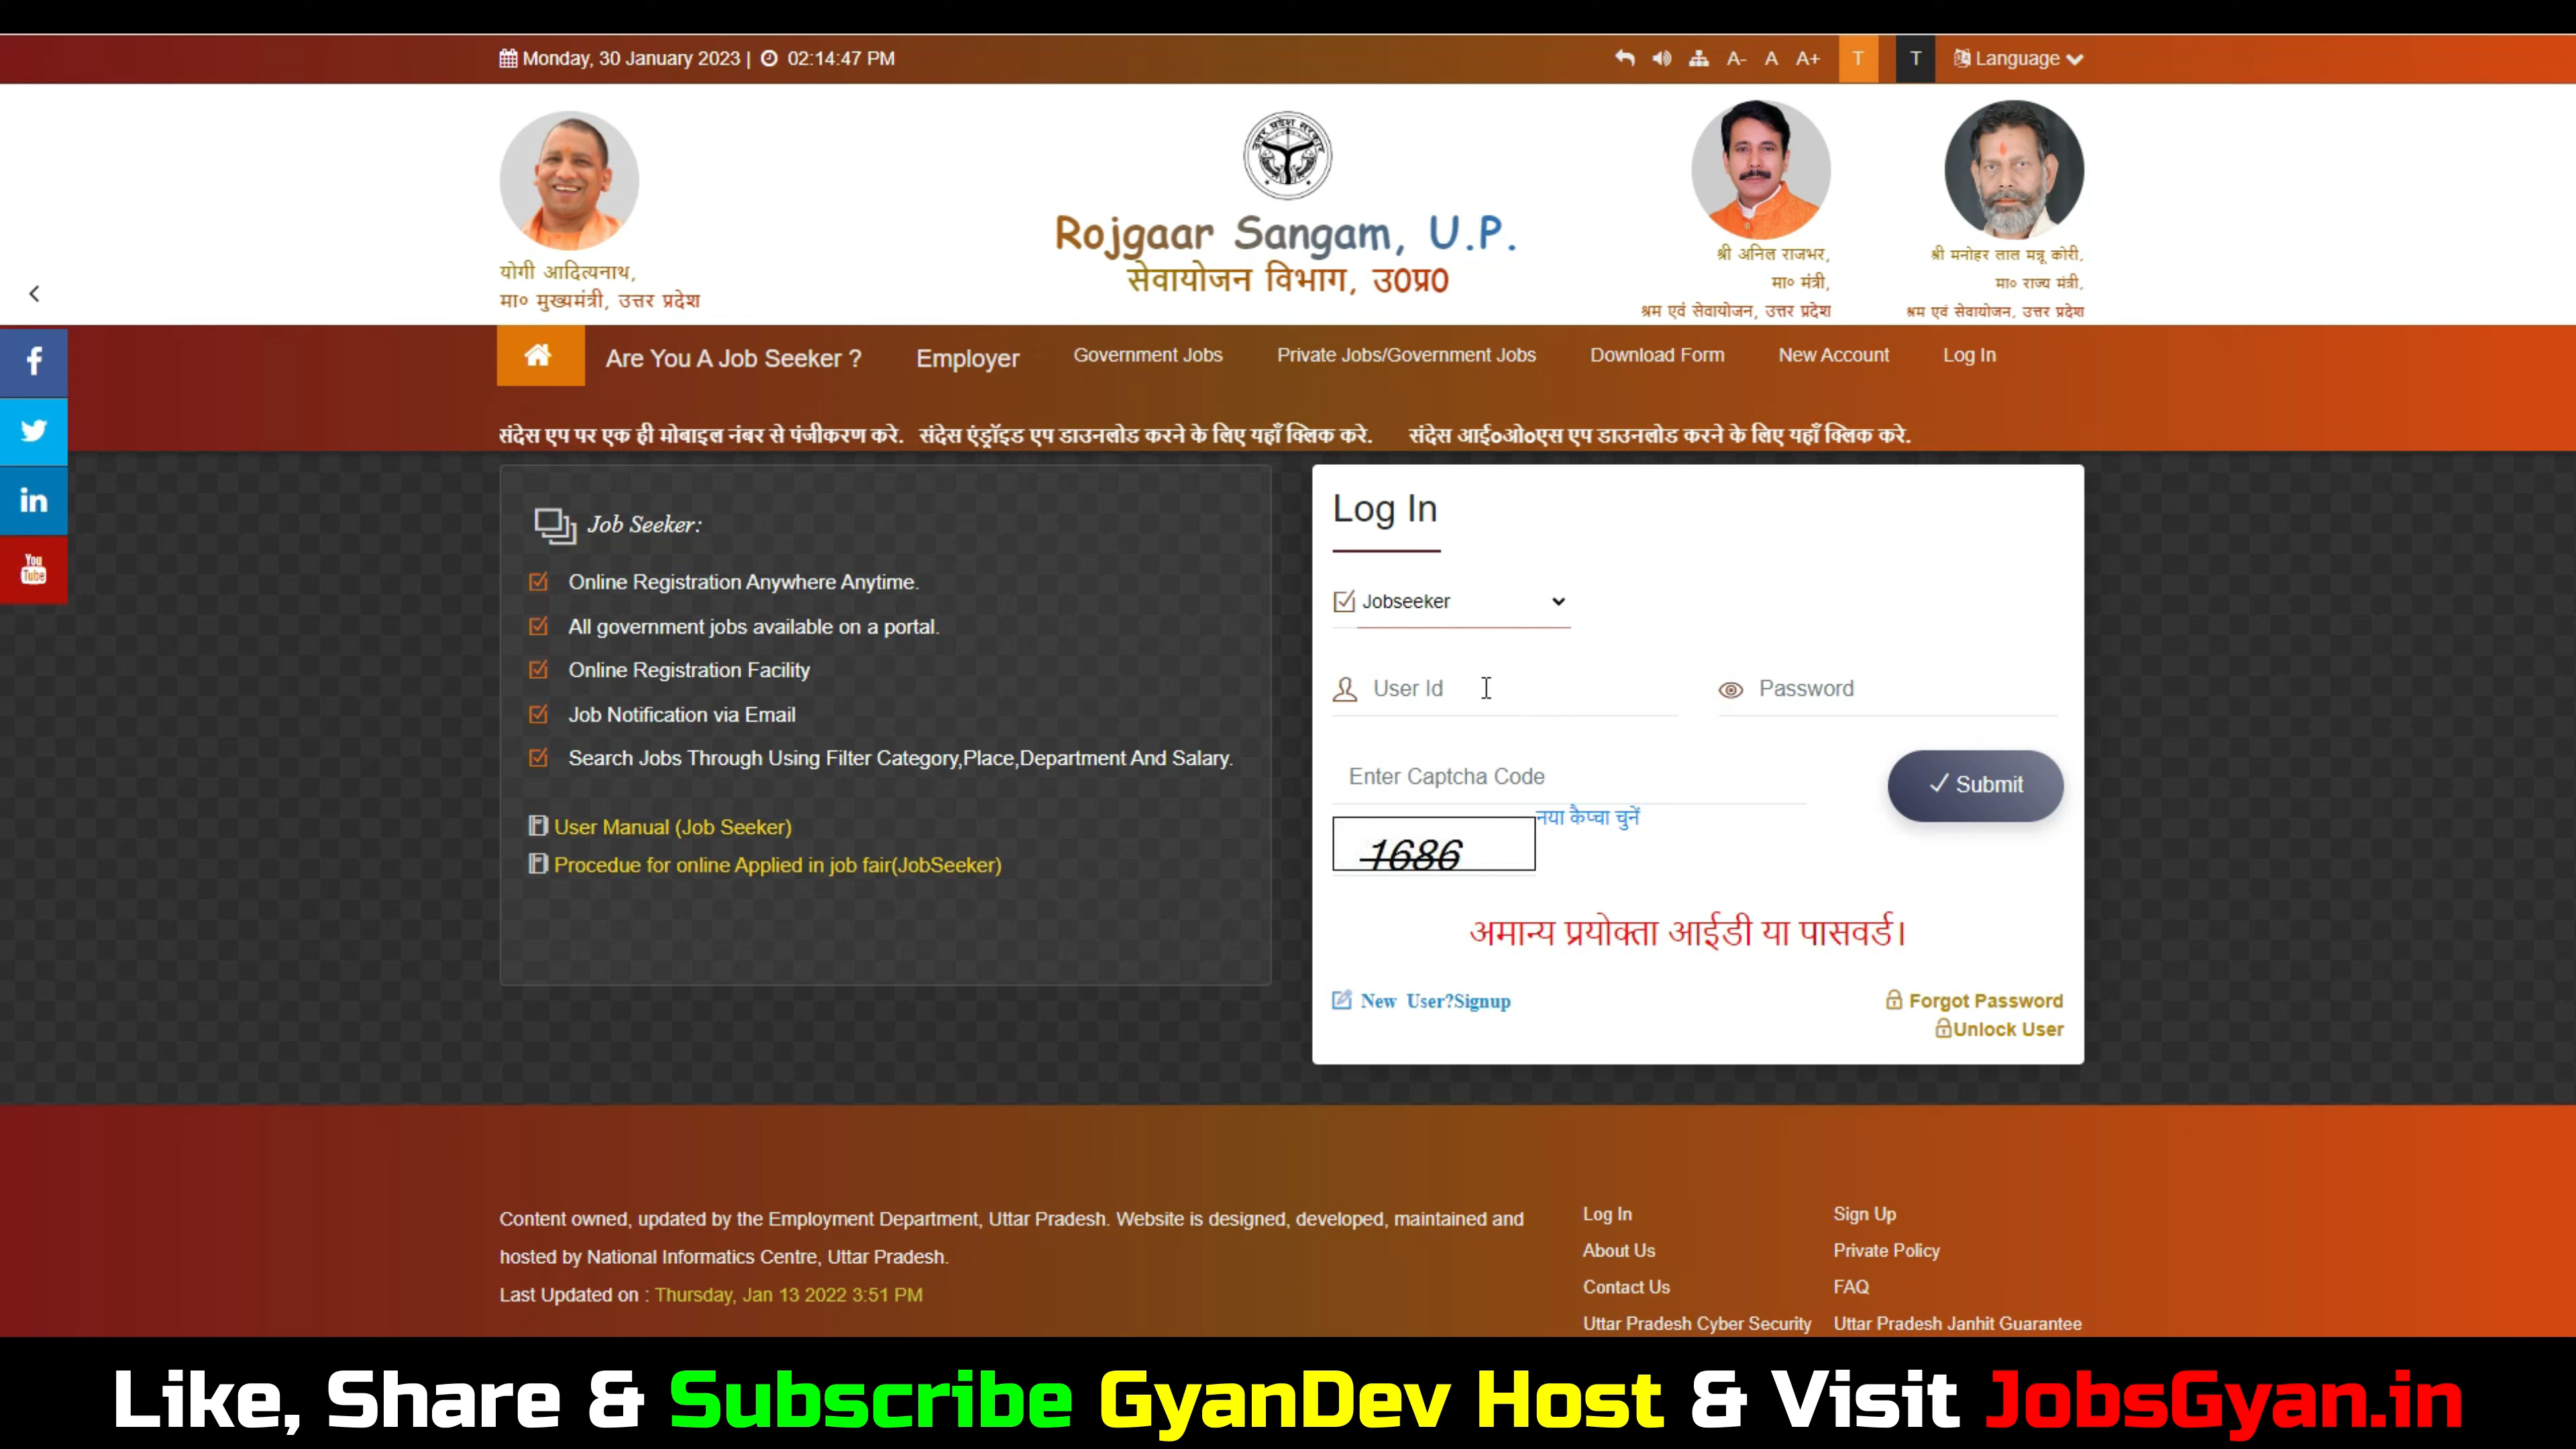 Monday, 30 January 2023 | 02:14:47 PM
A- A A+ T T Language
उत्तर प्रदेश सरकार
Rojgaar Sangam, U.P.
सेवायोजन विभाग, उ0प्र0
योगी आदित्यनाथ,
मा० मुख्यमंत्री, उत्तर प्रदेश
श्री अनिल राजभर,
मा० मंत्री,
श्रम एवं सेवायोजन, उत्तर प्रदेश
श्री मनोहर लाल मन्नू कोरी,
मा० राज्य मंत्री,
श्रम एवं सेवायोजन, उत्तर प्रदेश
Are You A Job Seeker ? Employer Government Jobs Private Jobs/Government Jobs Download Form New Account Log In
संदेस एप पर एक ही मोबाइल नंबर से पंजीकरण करे. संदेस एंड्रॉइड एप डाउनलोड करने के लिए यहाँ क्लिक करे. संदेस आई०ओ०एस एप डाउनलोड करने के लिए यहाँ क्लिक करे.
f
in
You Tube
Job Seeker:
Online Registration Anywhere Anytime.
All government jobs available on a portal.
Online Registration Facility
Job Notification via Email
Search Jobs Through Using Filter Category,Place,Department And Salary.
User Manual (Job Seeker)
Procedue for online Applied in job fair(JobSeeker)
Log In
Jobseeker
User Id Password
Enter Captcha Code
Submit
नया कैप्चा चुनें
1686
अमान्य प्रयोक्ता आईडी या पासवर्ड।
New User?Signup
Forgot Password
Unlock User
Content owned, updated by the Employment Department, Uttar Pradesh. Website is designed, developed, maintained and
hosted by National Informatics Centre, Uttar Pradesh.
Last Updated on : Thursday, Jan 13 2022 3:51 PM
Log In Sign Up
About Us Private Policy
Contact Us FAQ
Uttar Pradesh Cyber Security Uttar Pradesh Janhit Guarantee
Like, Share & Subscribe GyanDev Host & Visit JobsGyan.in